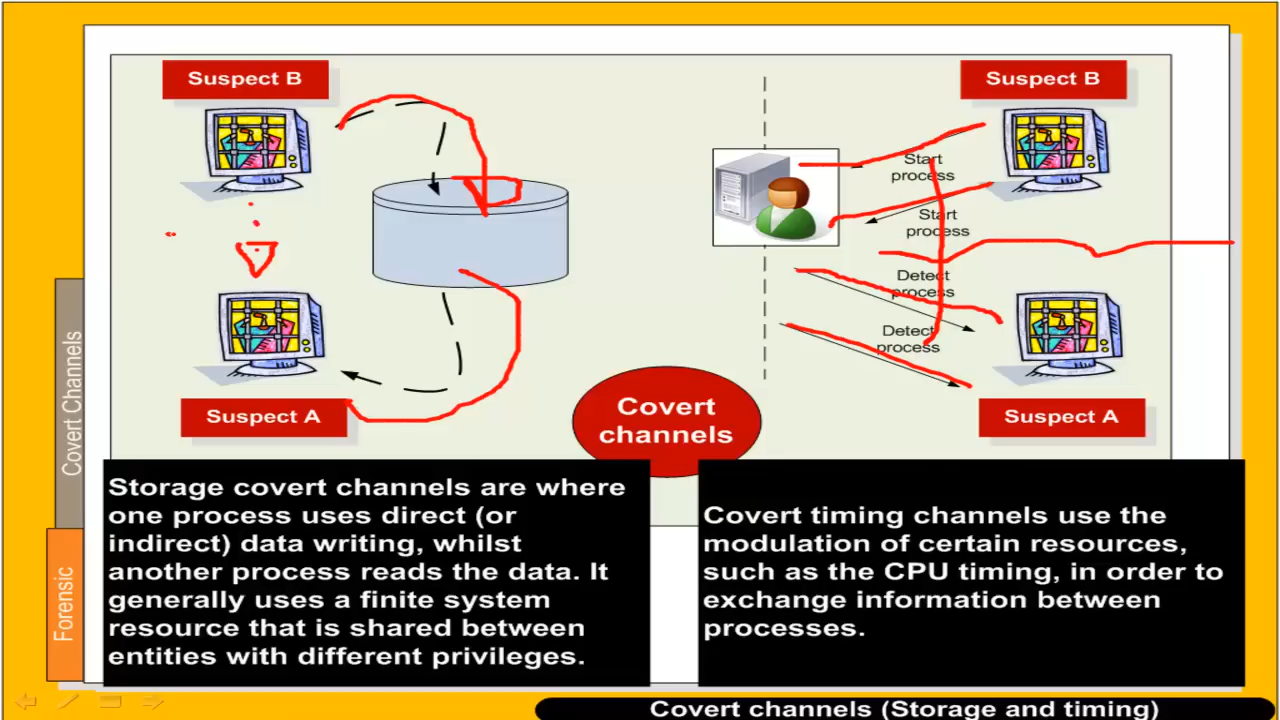 Suspect B
Suspect B
Start
process
Start
process
Detect
process
Detect
process
Suspect A
Suspect A
Covert
channels
Covert Channels
Forensic
Storage covert channels are where
one process uses direct (or
indirect) data writing, whilst
another process reads the data. It
generally uses a finite system
resource that is shared between
entities with different privileges.
Covert timing channels use the
modulation of certain resources,
such as the CPU timing, in order to
exchange information between
processes.
Covert channels (Storage and timing)